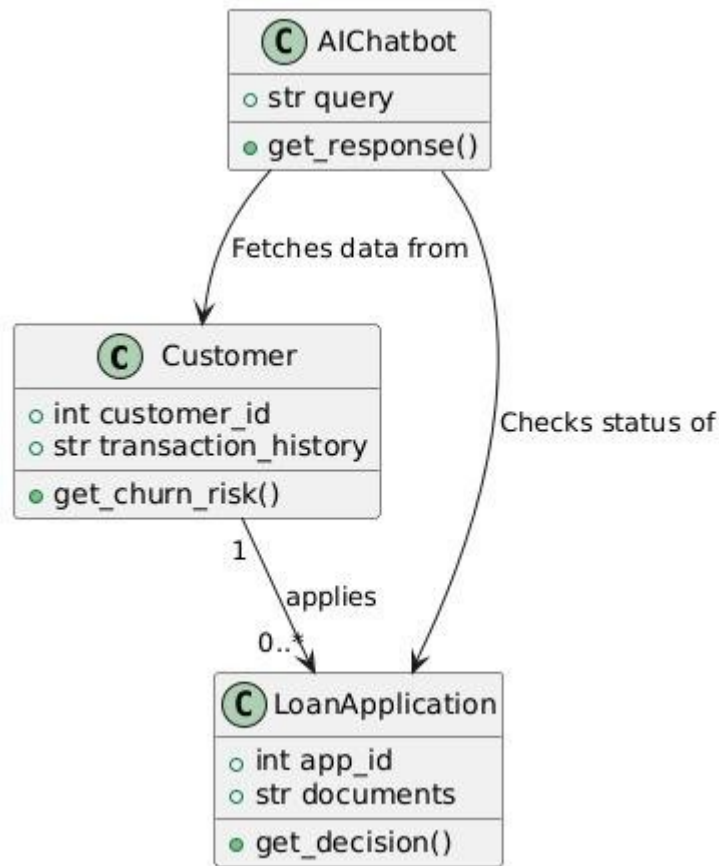 C AIChatbot
str query
get_response()
Fetches data from
C Customer
int customer_id
str transaction_history
get_churn_risk()
Checks status of
1
applies
0..*
C LoanApplication
int app_id
str documents
get_decision()